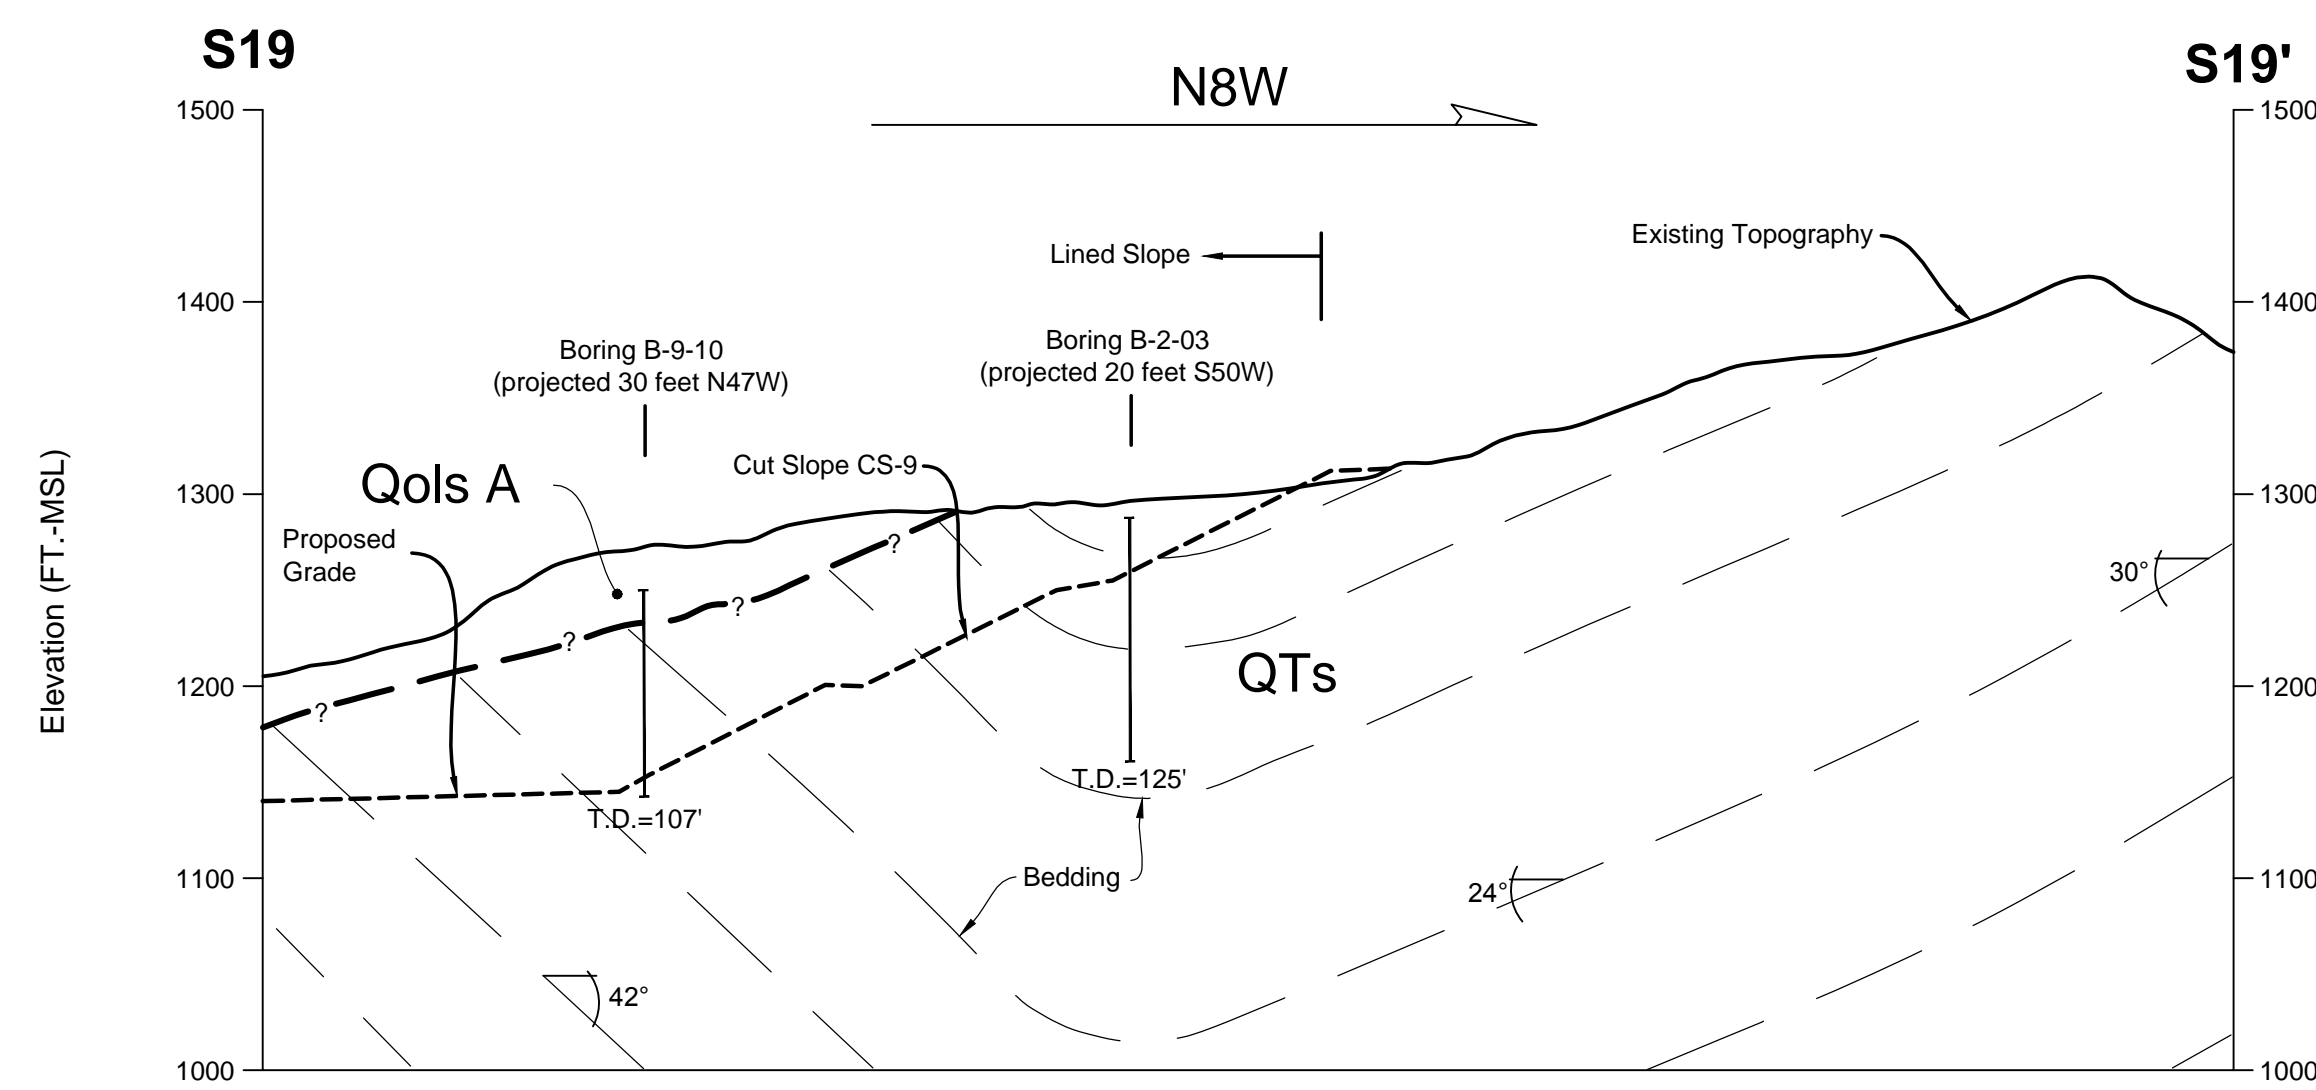 S19
S19'
N8W
1500
1500
Lined Slope
Existing Topography
1400
1400
Boring B-9-10
(projected 30 feet N47W)
Boring B-2-03
(projected 20 feet S50W)
Elevation (FT.-MSL)
Cut Slope CS-9
Qols A
1300
1300
Proposed
Grade
?
?
?
?
?
30°
QTs
1200
1200
T.D.=125'
T.D.=107'
Bedding
1100
1100
24°
42°
1000
1000